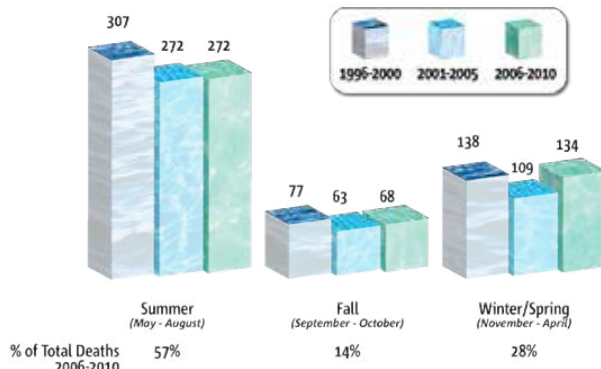 307
272
272
1996-2000
2001-2005
2006-2010
77
63
68
138
109
134
Summer
(May - August)
Fall
(September - October)
Winter/Spring
(November - April)
% of Total Deaths
2006-2010
57%
14%
28%